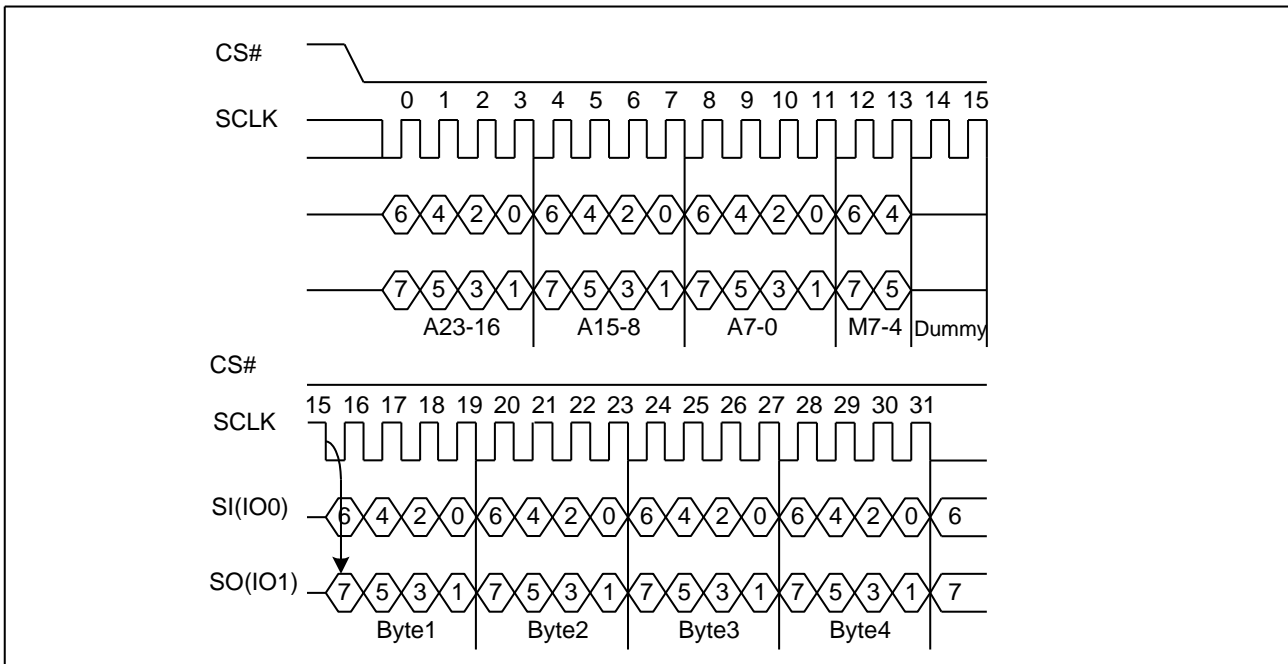 CS#
0 1 2 3 4 5 6 7 8 9 10 11 12 13 14 15
SCLK
6 4 2 0 6 4 2 0 6 4 2 0 6 4
7 5 3 1 7 5 3 1 7 5 3 1 7 5
A23-16 A15-8 A7-0 M7-4 Dummy
CS#
15 16 17 18 19 20 21 22 23 24 25 26 27 28 29 30 31
SCLK
SI(IO0) 6 4 2 0 6 4 2 0 6 4 2 0 6 4 2 0 6
SO(IO1) 7 5 3 1 7 5 3 1 7 5 3 1 7 5 3 1 7
Byte1 Byte2 Byte3 Byte4